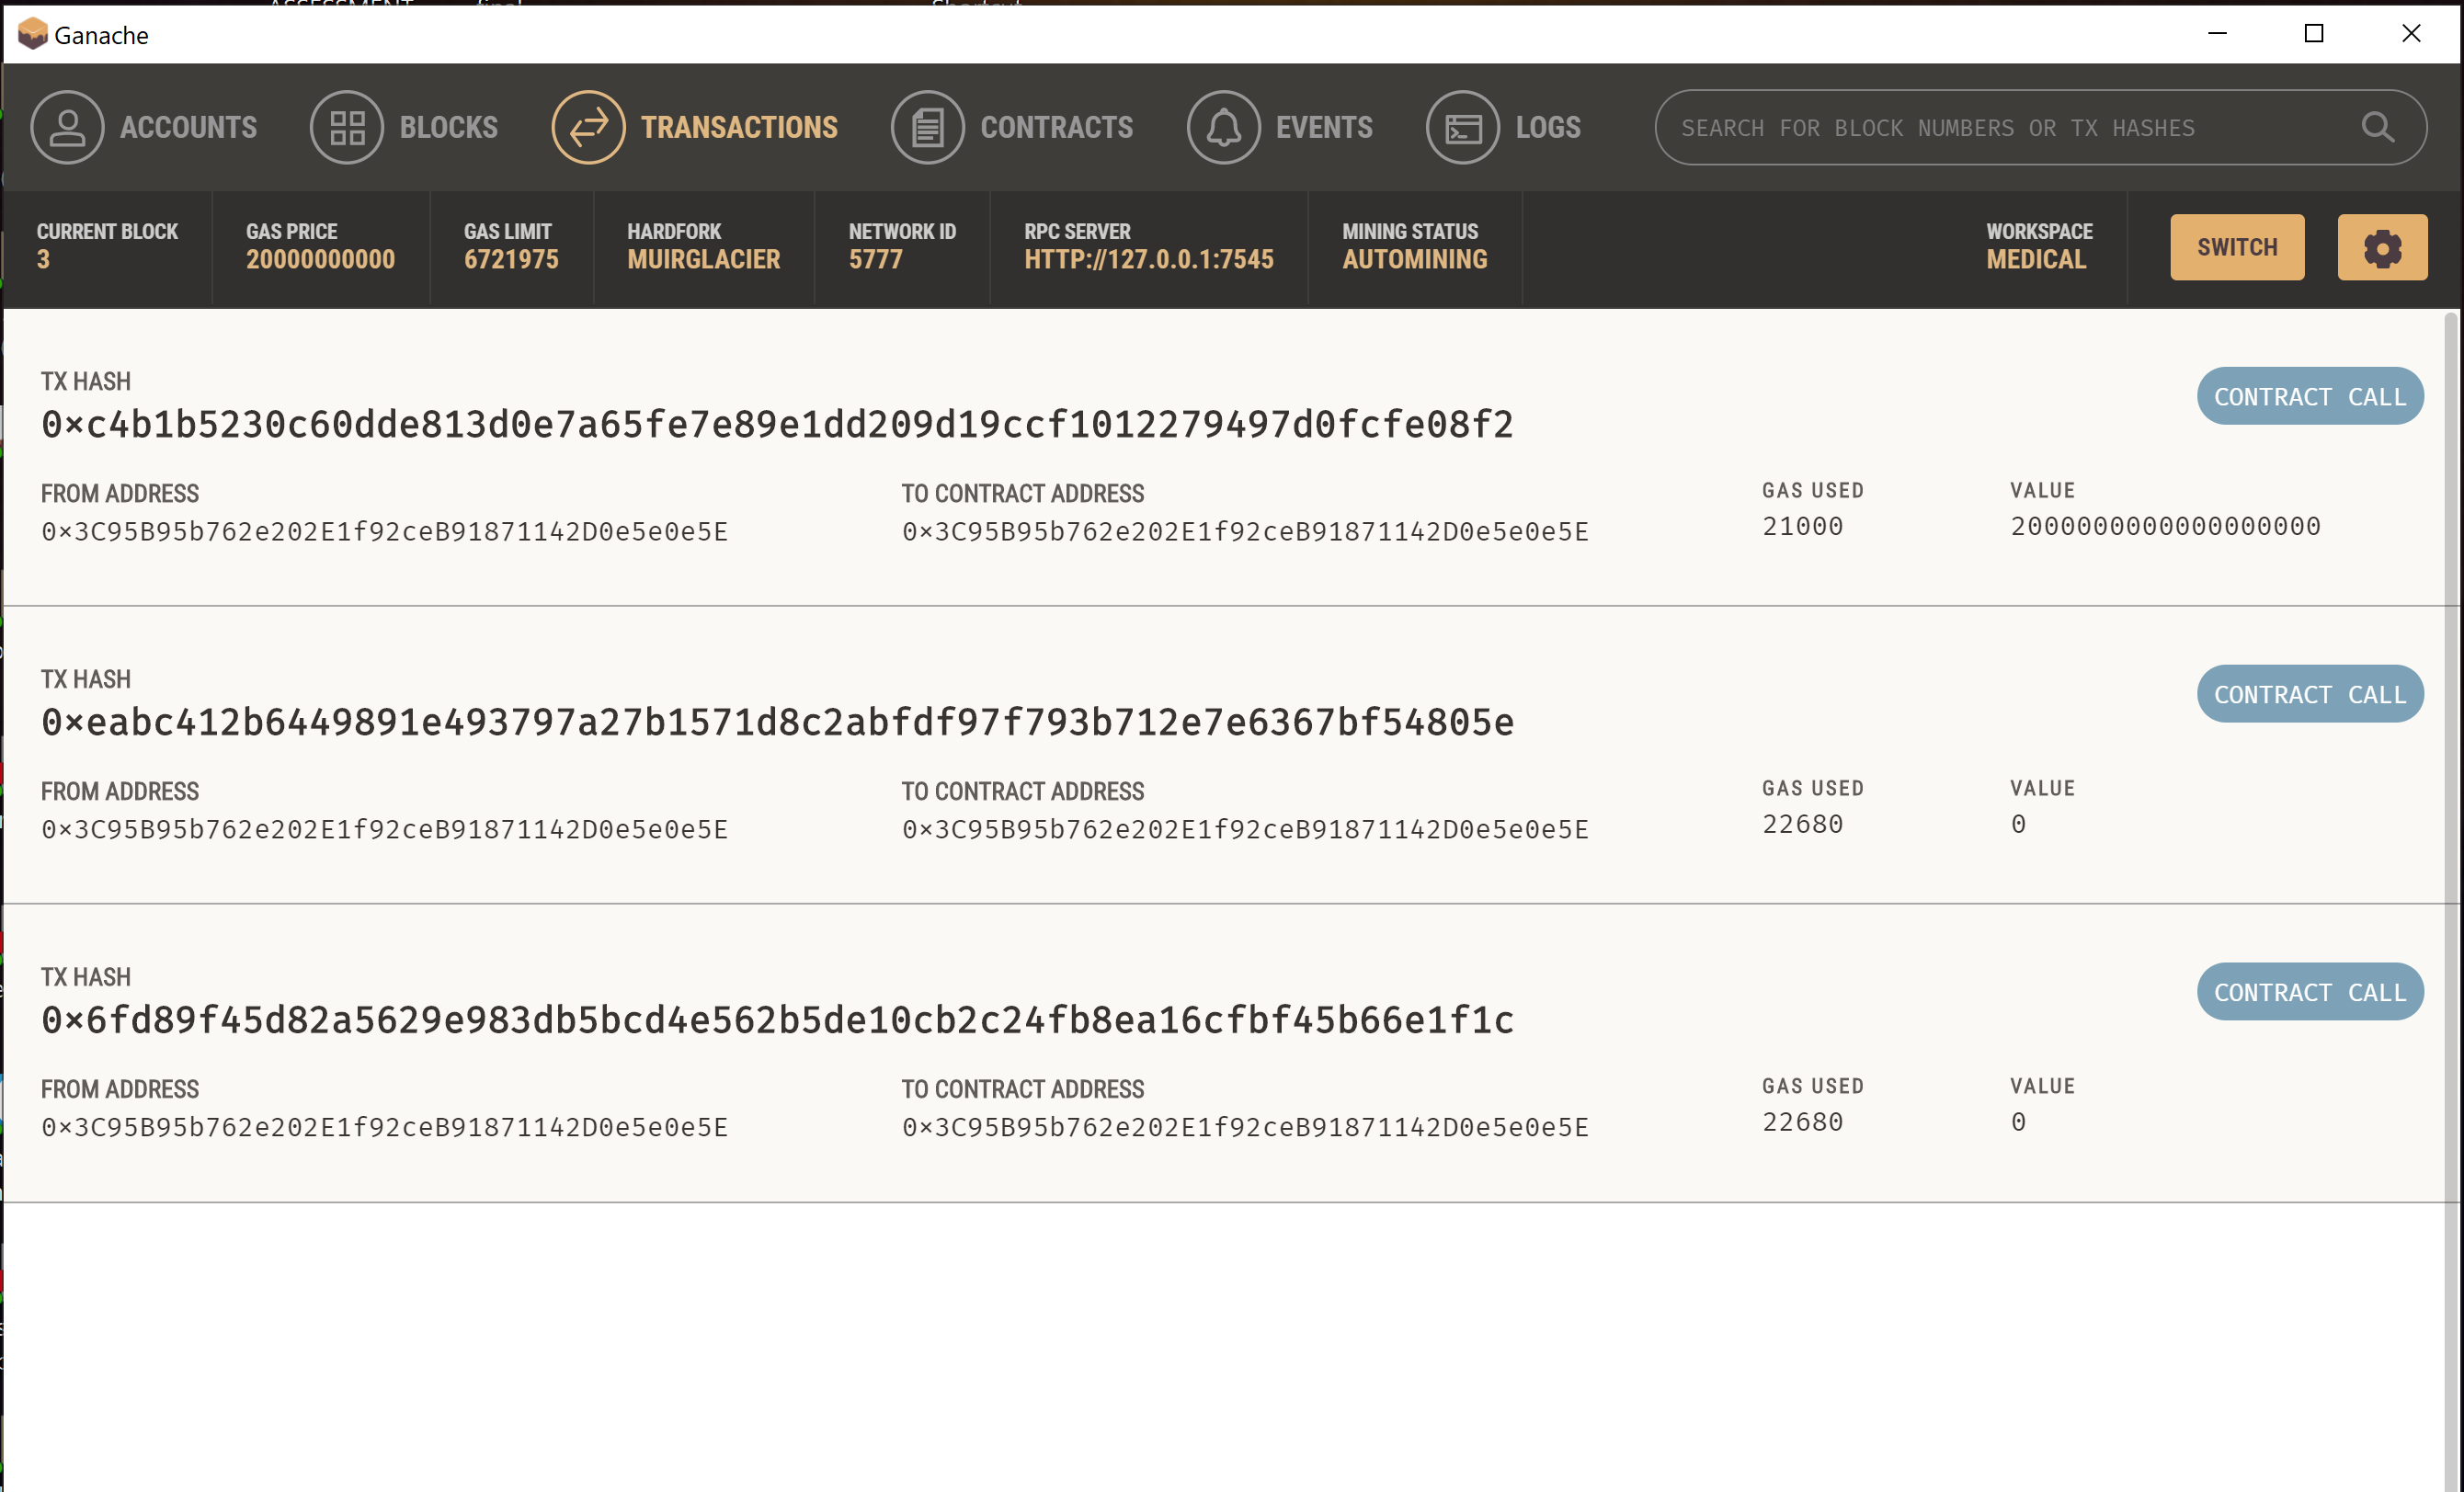 Ganache
ACCOUNTS BLOCKS TRANSACTIONS CONTRACTS EVENTS LOGS SEARCH FOR BLOCK NUMBERS OR TX HASHES
CURRENT BLOCK GAS PRICE GAS LIMIT HARDFORK NETWORK ID RPC SERVER MINING STATUS WORKSPACE
3 20000000000 6721975 MUIRGLACIER 5777 HTTP://127.0.0.1:7545 AUTOMINING MEDICAL SWITCH
TX HASH
0×c4b1b5230c60dde813d0e7a65fe7e89e1dd209d19ccf1012279497d0fcfe08f2 CONTRACT CALL
FROM ADDRESS TO CONTRACT ADDRESS GAS USED VALUE
0×3C95B95b762e202E1f92ceB91871142D0e5e0e5E 0×3C95B95b762e202E1f92ceB91871142D0e5e0e5E 21000 2000000000000000000
TX HASH
0×eabc412b6449891e493797a27b1571d8c2abfdf97f793b712e7e6367bf54805e CONTRACT CALL
FROM ADDRESS TO CONTRACT ADDRESS GAS USED VALUE
0×3C95B95b762e202E1f92ceB91871142D0e5e0e5E 0×3C95B95b762e202E1f92ceB91871142D0e5e0e5E 22680 0
TX HASH
0×6fd89f45d82a5629e983db5bcd4e562b5de10cb2c24fb8ea16cfbf45b66e1f1c CONTRACT CALL
FROM ADDRESS TO CONTRACT ADDRESS GAS USED VALUE
0×3C95B95b762e202E1f92ceB91871142D0e5e0e5E 0×3C95B95b762e202E1f92ceB91871142D0e5e0e5E 22680 0